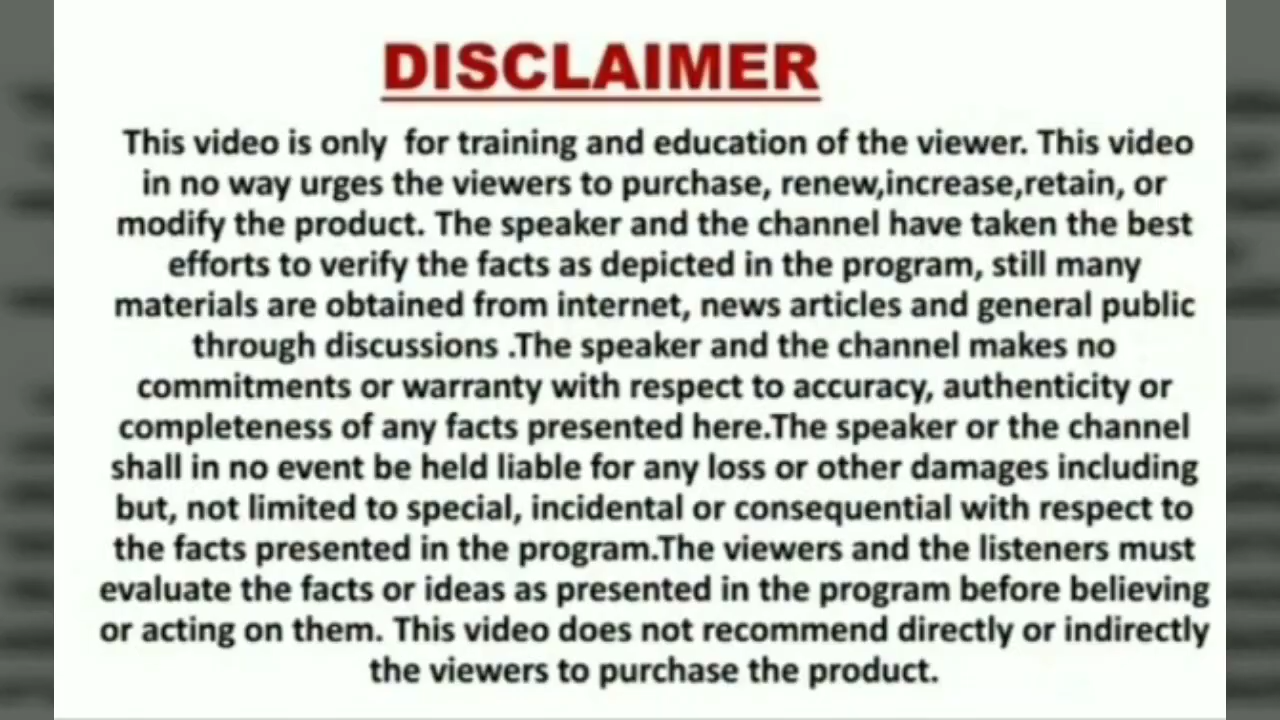 DISCLAIMER
This video is only  for training and education of the viewer. This video
in no way urges the viewers to purchase, renew,increase,retain, or
modify the product. The speaker and the channel have taken the best
efforts to verify the facts as depicted in the program, still many
materials are obtained from internet, news articles and general public
through discussions .The speaker and the channel makes no
commitments or warranty with respect to accuracy, authenticity or
completeness of any facts presented here.The speaker or the channel
shall in no event be held liable for any loss or other damages including
but, not limited to special, incidental or consequential with respect to
the facts presented in the program.The viewers and the listeners must
evaluate the facts or ideas as presented in the program before believing
or acting on them. This video does not recommend directly or indirectly
the viewers to purchase the product.